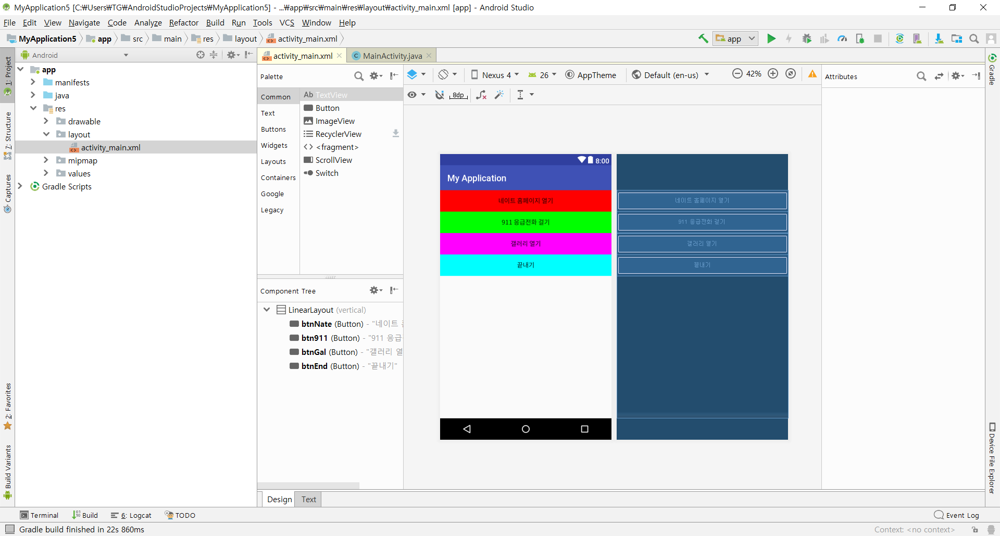 MyApplication5 [C:₩Users₩TG₩AndroidStudioProjects₩MyApplication5] - ...₩app₩src₩main₩res₩layout₩activity_main.xml [app] - Android Studio
File Edit View Navigate Code Analyze Refactor Build Run Tools VCS Window Help
MyApplication5 app src main res layout activity_main.xml app
1: Project
7: Structure
Captures
2: Favorites
Build Variants
Android
app
manifests
java
res
drawable
layout
activity_main.xml
mipmap
values
Gradle Scripts
activity_main.xml MainActivity.java
Palette
Common
Text
Buttons
Widgets
Layouts
Containers
Google
Legacy
Ab TextView
Button
ImageView
RecyclerView
<> <fragment>
ScrollView
Switch
Component Tree
LinearLayout (vertical)
btnNate (Button) - "네이트
btn911 (Button) - "911 응급
btnGal (Button) - "갤러리 열
btnEnd (Button) - "끝내기"
Nexus 4 26 AppTheme Default (en-us) 42%
8dp
8:00
My Application
네이트 홈페이지 열기
911 응급전화 걸기
갤러리 열기
끝내기
네이트 홈페이지 열기
911 응급전화 걸기
갤러리 열기
끝내기
Attributes
Gradle
Device File Explorer
Design Text
Terminal Build 6: Logcat TODO Event Log
Gradle build finished in 22s 860ms Context: <no context>